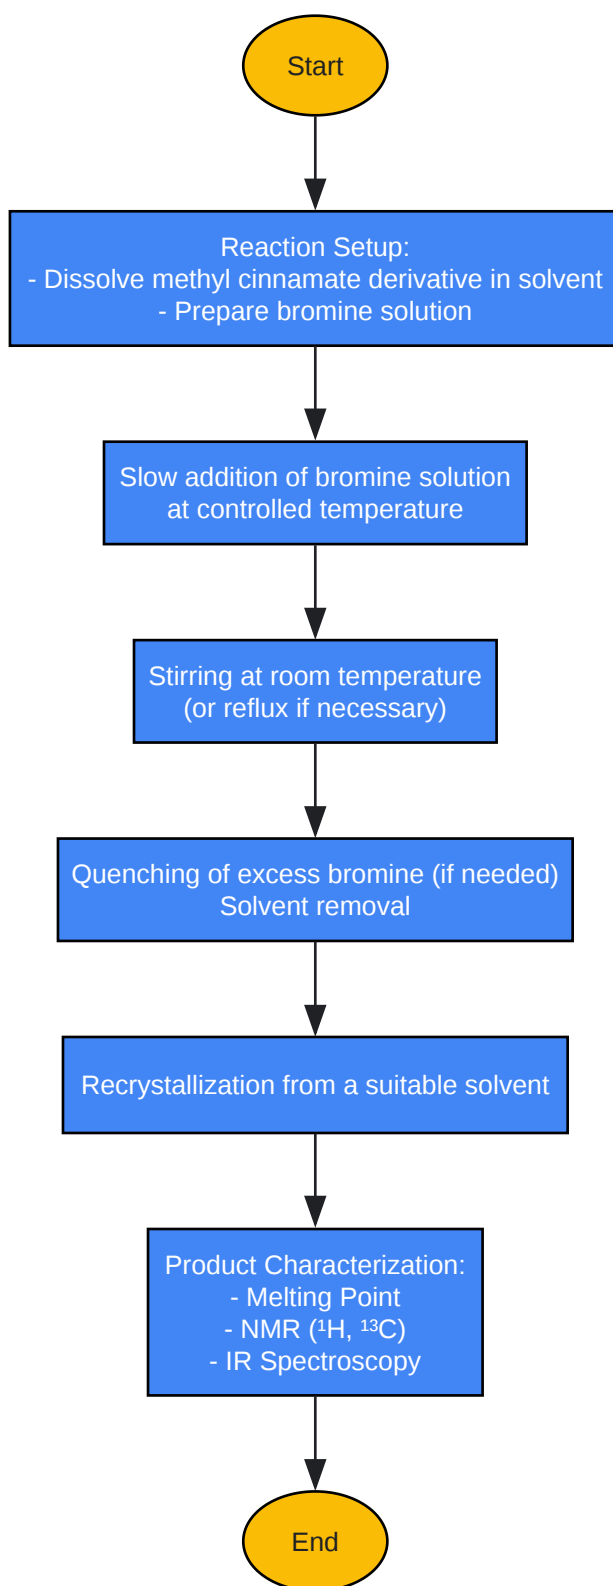 Start
Reaction Setup:
- Dissolve methyl cinnamate derivative in solvent
- Prepare bromine solution
Slow addition of bromine solution
at controlled temperature
Stirring at room temperature
(or reflux if necessary)
Quenching of excess bromine (if needed)
Solvent removal
Recrystallization from a suitable solvent
Product Characterization:
- Melting Point
- NMR (¹H, ¹³C)
- IR Spectroscopy
End